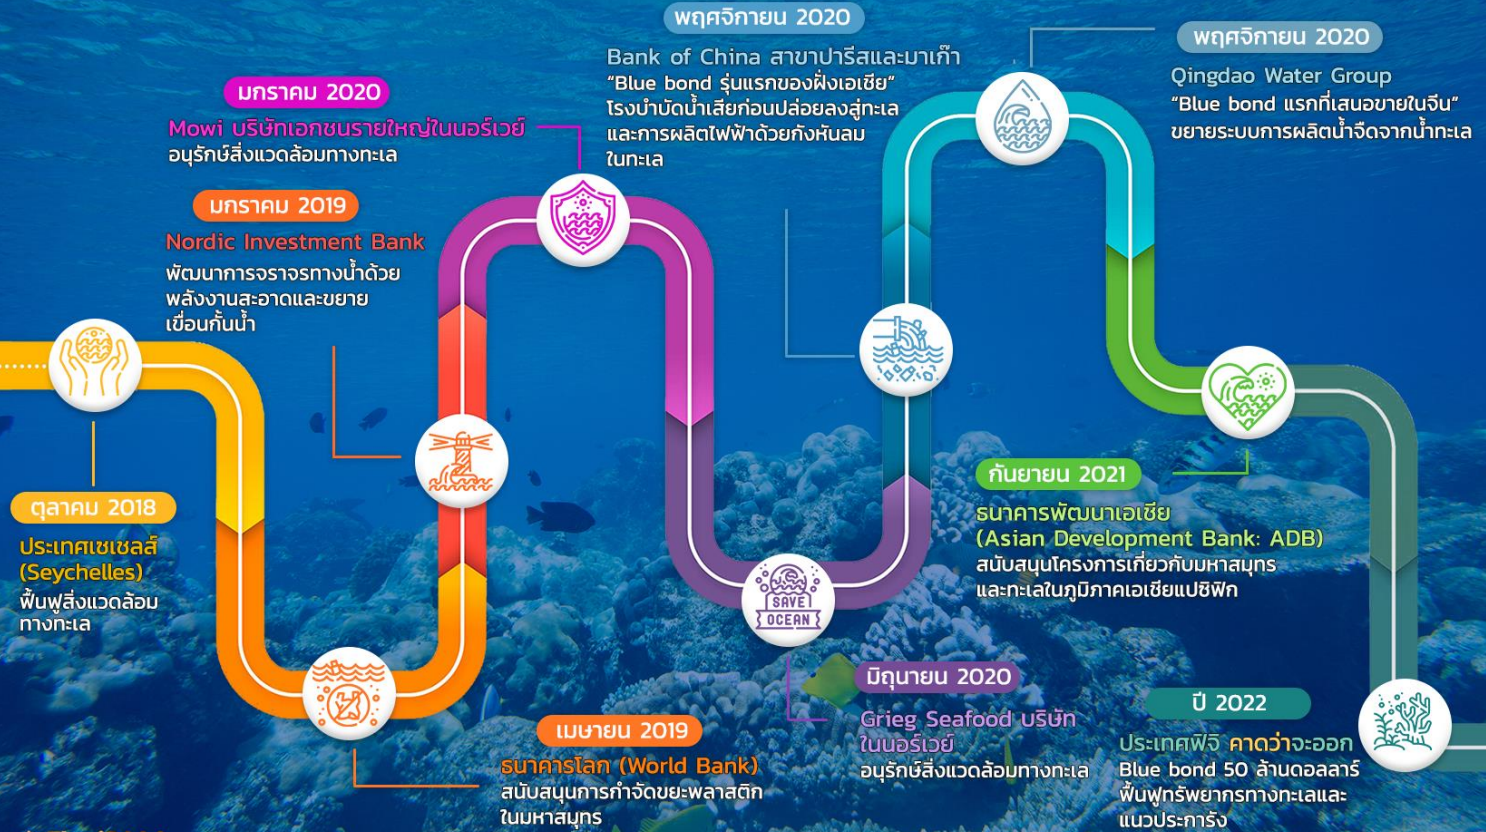 ตุลาคม 2018
ประเทศเซเชลส์
(Seychelles)
ฟื้นฟูสิ่งแวดล้อม
ทางทะเล
เมษายน 2019
ธนาคารโลก (World Bank)
สนับสนุนการกำจัดขยะพลาสติก
ในมหาสมุทร
มกราคม 2019
Nordic Investment Bank
พัฒนาการจราจรทางน้ำด้วย
พลังงานสะอาดและขยาย
เขื่อนกั้นน้ำ
มกราคม 2020
Mowi บริษัทเอกชนรายใหญ่ในนอร์เวย์
อนุรักษ์สิ่งแวดล้อมทางทะเล
SAVE
OCEAN
มิถุนายน 2020
Grieg Seafood บริษัท
ในนอร์เวย์
อนุรักษ์สิ่งแวดล้อมทางทะเล
พฤศจิกายน 2020
Bank of China สาขาปารีสและมาเก๊า
“Blue bond รุ่นแรกของฝั่งเอเชีย“
โรงบำบัดน้ำเสียก่อนปล่อยลงสู่ทะเล
และการผลิตไฟฟ้าด้วยกังหันลม
ในทะเล
พฤศจิกายน 2020
Qingdao Water Group
“Blue bond แรกที่เสนอขายในจีน”
ขยายระบบการผลิตน้ำจืดจากน้ำทะเล
กันยายน 2021
ธนาคารพัฒนาเอเชีย
(Asian Development Bank: ADB)
สนับสนุนโครงการเกี่ยวกับมหาสมุทร
และทะเลในภูมิภาคเอเชียแปซิฟิก
ปี 2022
ประเทศฟิจิ คาดว่าจะออก
Blue bond 50 ล้านดอลลาร์
ฟื้นฟูทรัพยากรทางทะเลและ
แนวปะการัง